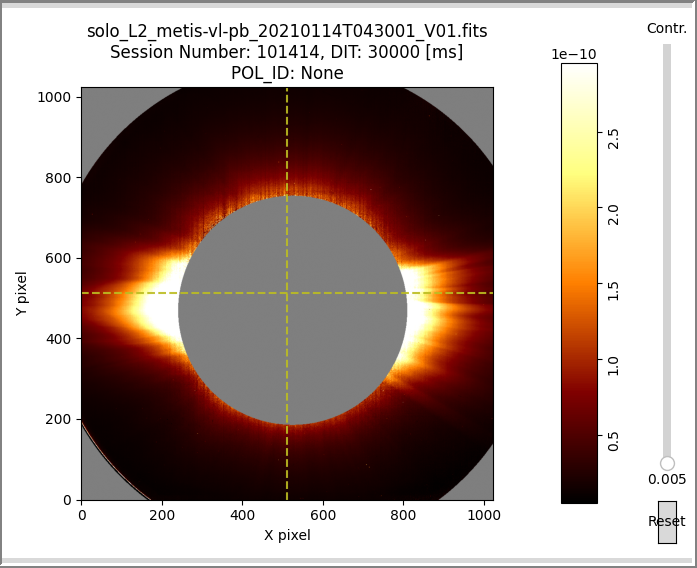 solo_L2_metis-vl-pb_20210114T043001_V01.fits
Session Number: 101414, DIT: 30000 [ms]
POL_ID: None
Contr.
1e−10
1000
800
600
400
200
0
Y pixel
0 200 400 600 800 1000
X pixel
2.5
2.0
1.5
1.0
0.5
0.005
Reset